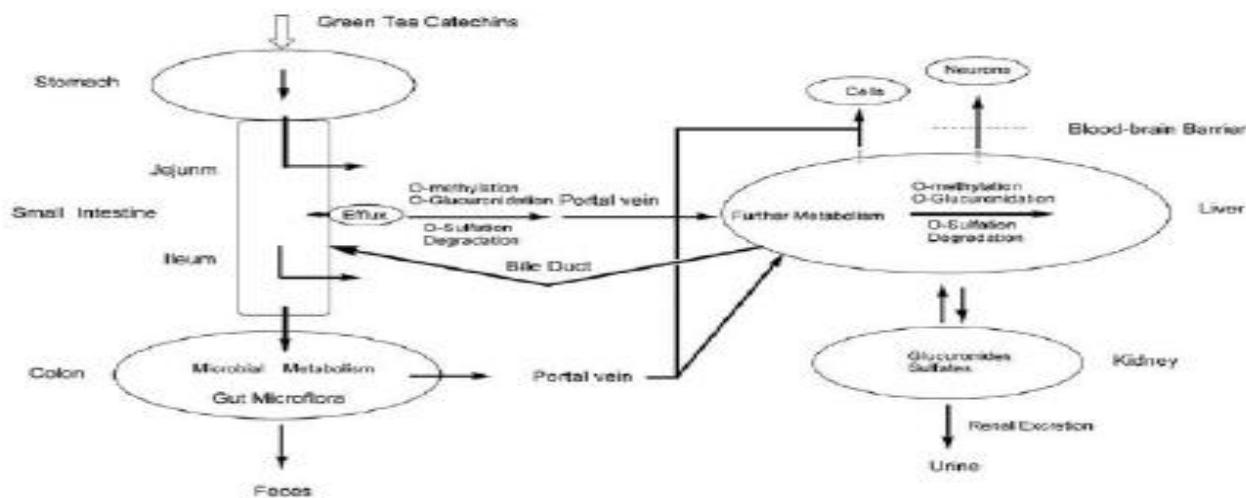 Green Tea Catechins
Stomach
Neurons
Cells
Blood-brain Barrier
Jejunm
O-methylation
O-Glucuronidation
Portal vein
O-Sulfation
Degradation
Small Intestine
Efflux
Further Metabolism
O-methylation
O-Glucuronidation
O-Sulfation
Degradation
Liver
Ileum
Bile Duct
Colon
Microbial Metabolism
Gut Microflora
Portal vein
Glucuronides
Sulfates
Kidney
Renal Excretion
Urine
Feces